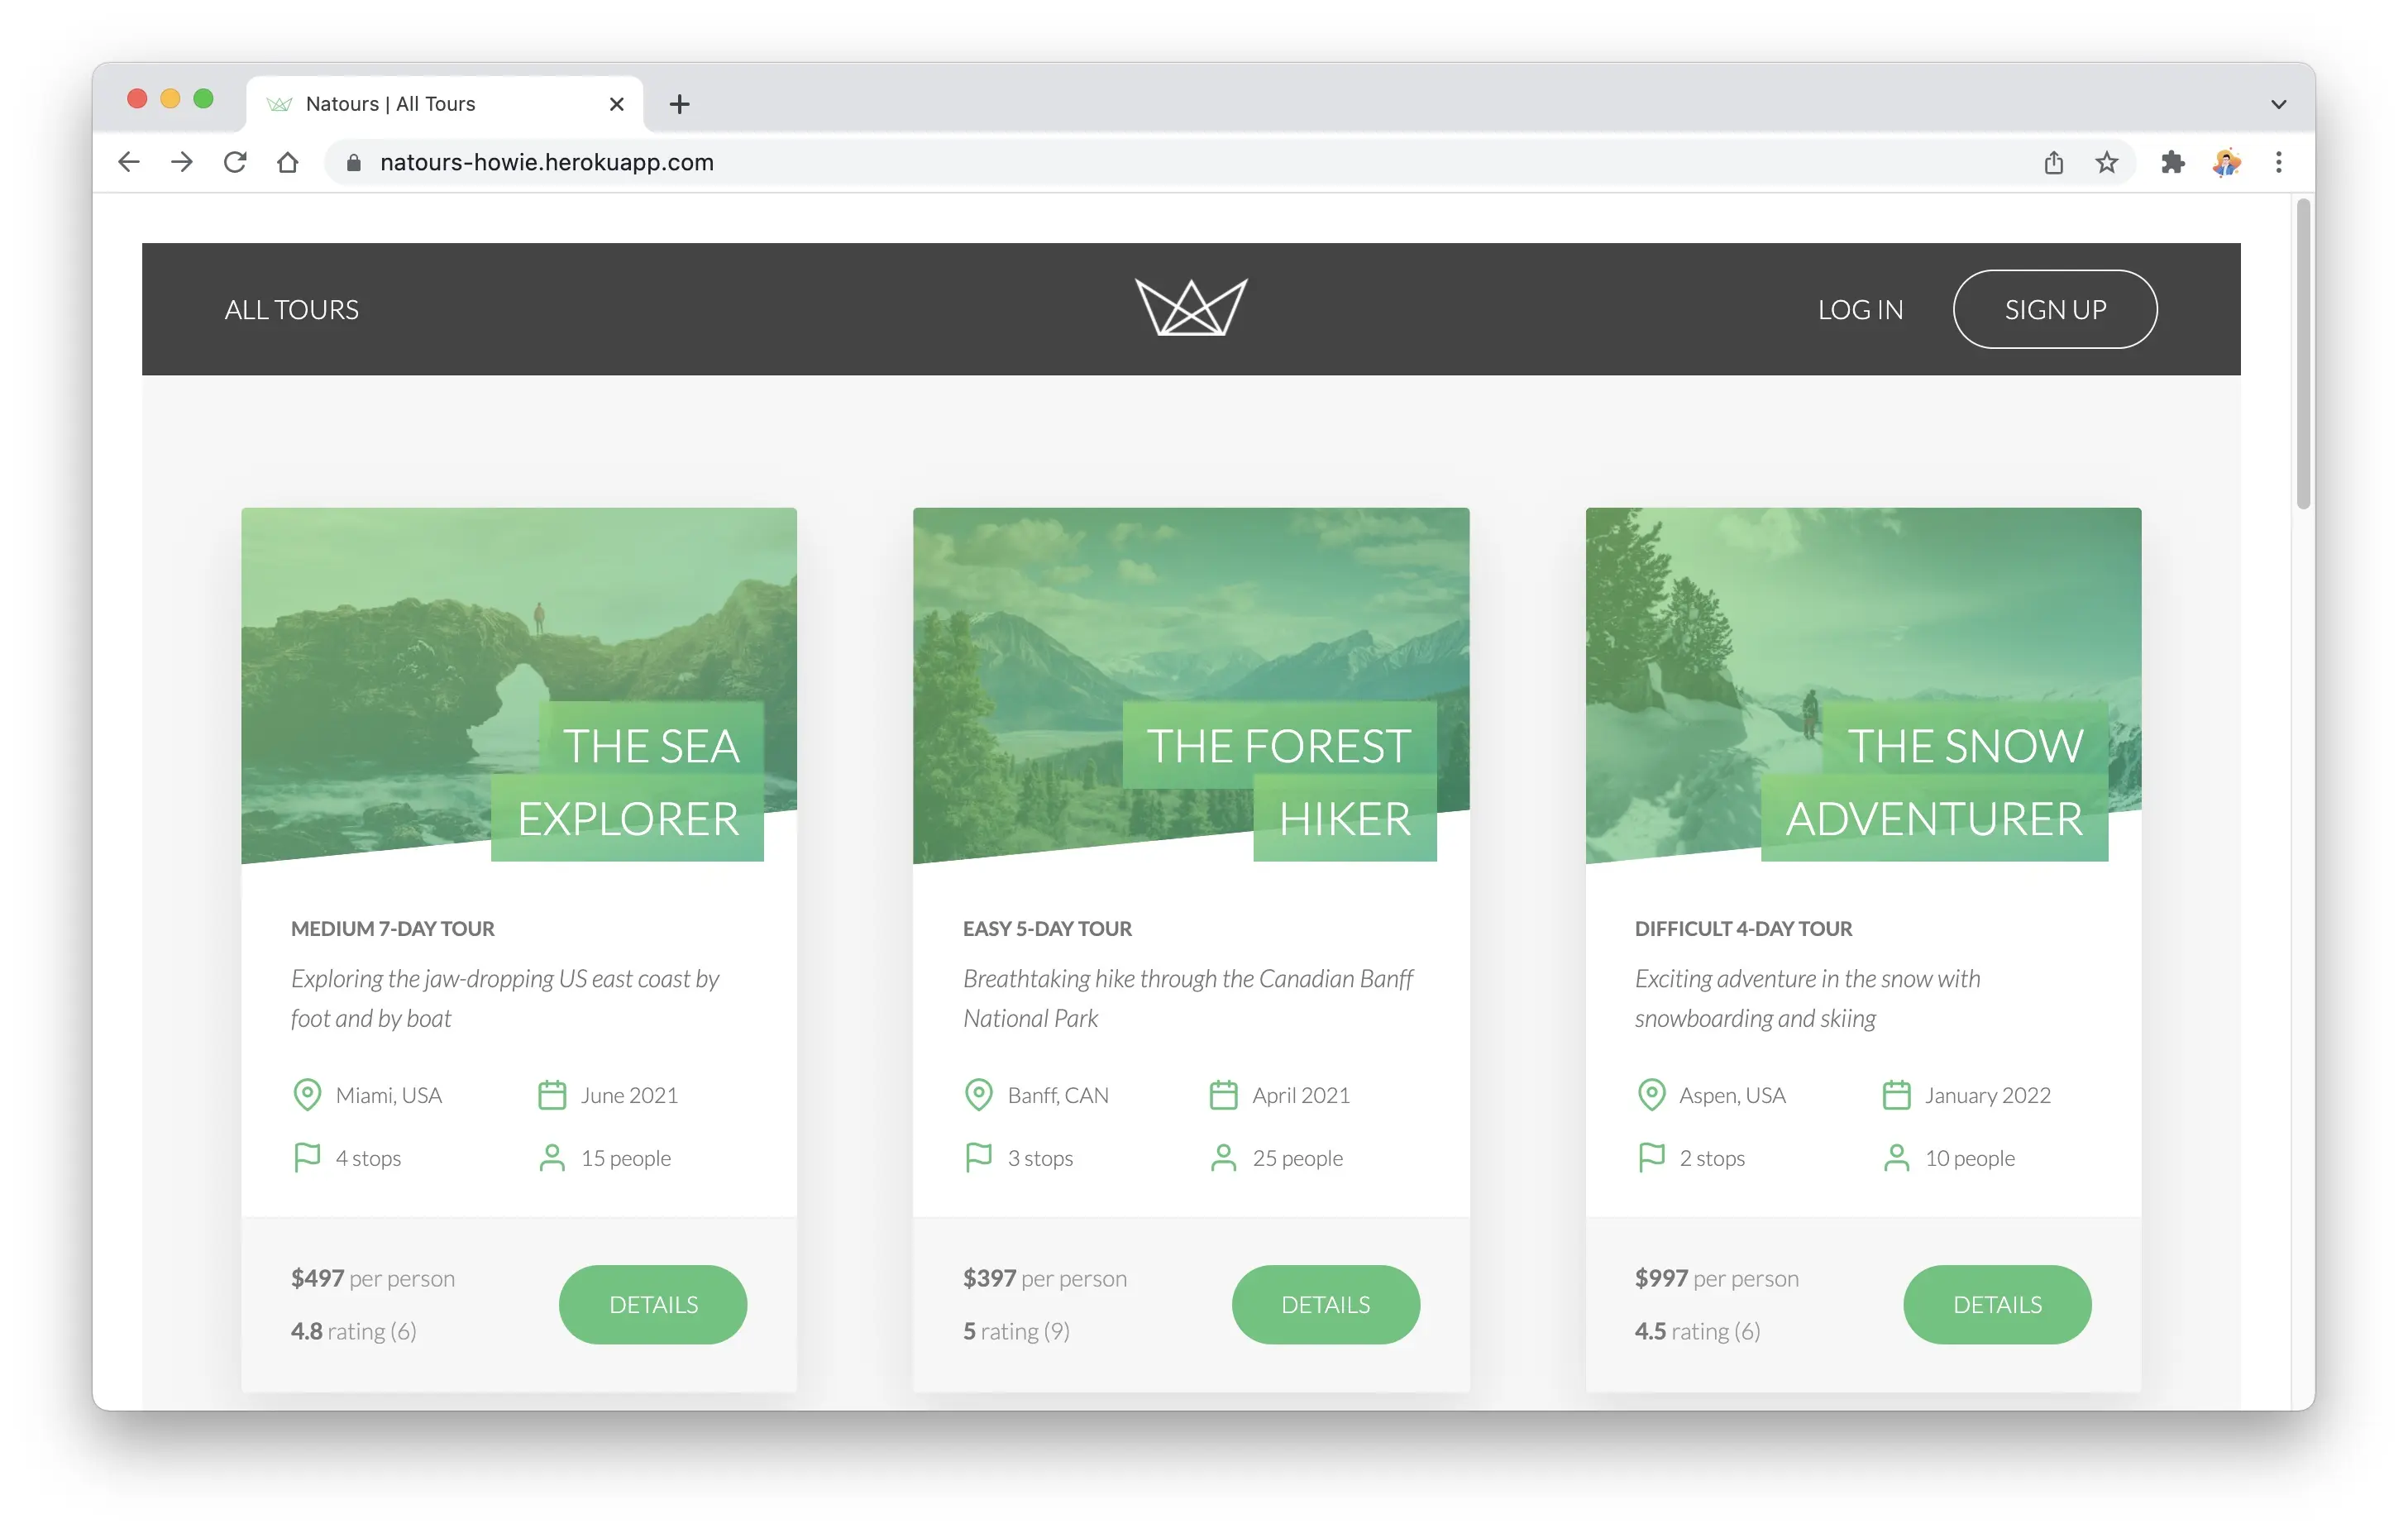 Natours | All Tours
natours-howie.herokuapp.com
ALL TOURS
LOG IN
SIGN UP
THE SEA
EXPLORER
MEDIUM 7-DAY TOUR
Exploring the jaw-dropping US east coast by
foot and by boat
Miami, USA
June 2021
4 stops
15 people
$497 per person
4.8 rating (6)
DETAILS
THE FOREST
HIKER
EASY 5-DAY TOUR
Breathtaking hike through the Canadian Banff
National Park
Banff, CAN
April 2021
3 stops
25 people
$397 per person
5 rating (9)
DETAILS
THE SNOW
ADVENTURER
DIFFICULT 4-DAY TOUR
Exciting adventure in the snow with
snowboarding and skiing
Aspen, USA
January 2022
2 stops
10 people
$997 per person
4.5 rating (6)
DETAILS